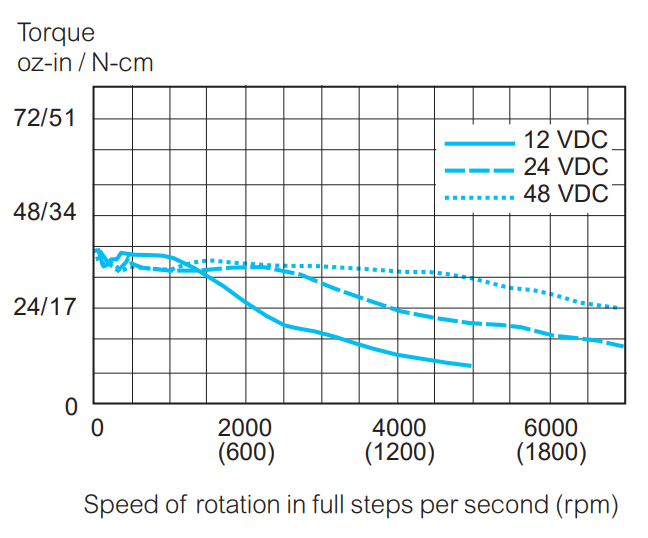 Torque
oz-in / N-cm
72/51
12 VDC
24 VDC
48 VDC
48/34
24/17
0
0 2000 4000 6000
(600) (1200) (1800)
Speed of rotation in full steps per second (rpm)